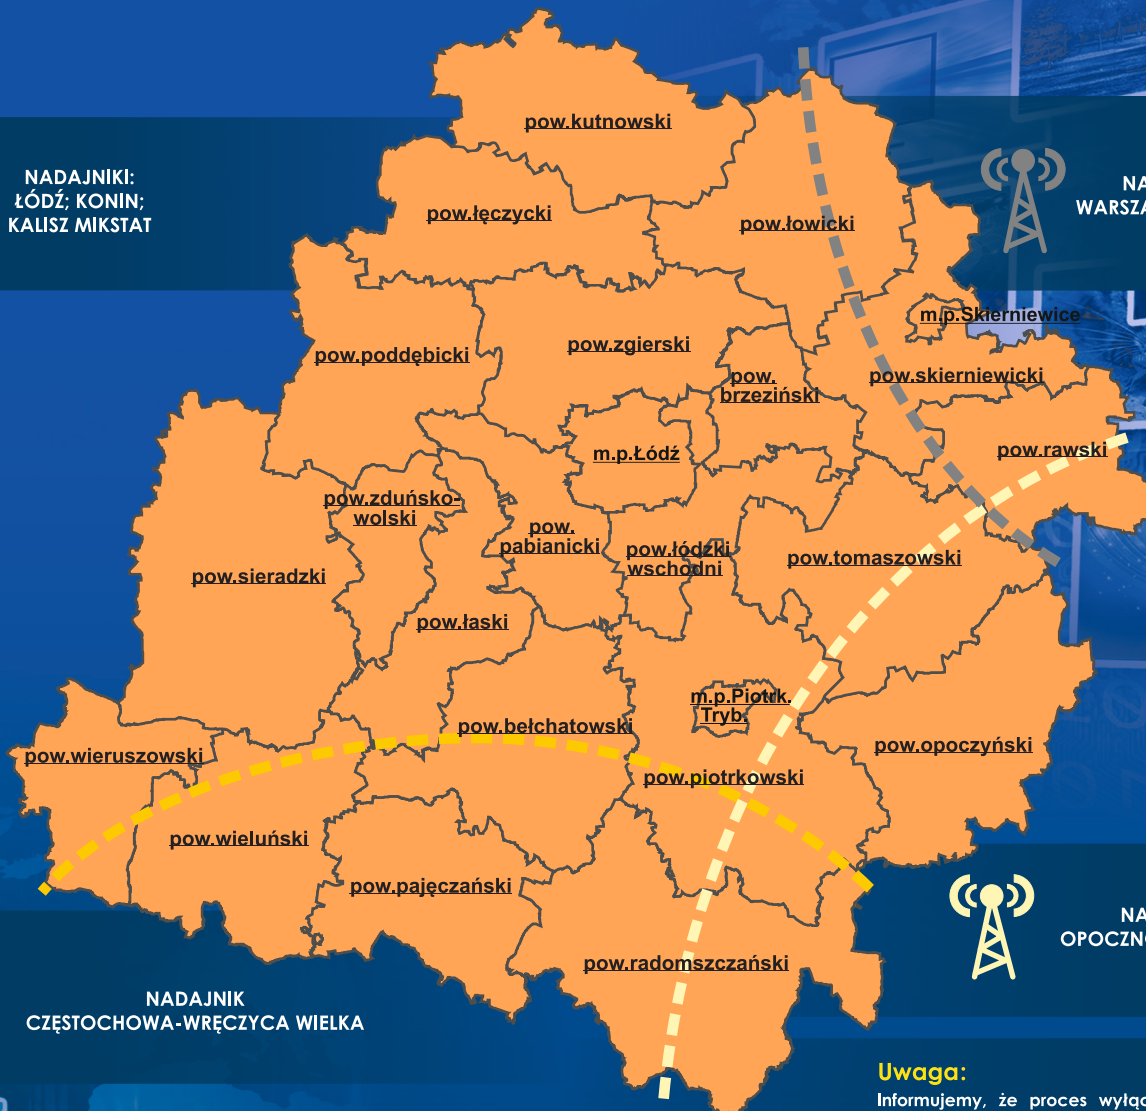 pow.kutnowski
NADAJNIKI:
ŁÓDŹ; KONIN;
KALISZ MIKSTAT
pow.łęczycki
pow.łowicki
m.p.Skierniewice
pow.poddębicki
pow.zgierski
pow.
brzeziński
pow.skierniewicki
m.p.Łódź
pow.rawski
pow.zduńsko-
wolski
pow.
pabianicki
pow.łódzki
wschodni
pow.tomaszowski
pow.sieradzki
pow.łaski
m.p.Piotrk.
Tryb.
pow.bełchatowski
pow.wieruszowski
pow.opoczyński
pow.piotrkowski
pow.wieluński
pow.pajęczański
pow.radomszczański
NADAJNIK
CZĘSTOCHOWA-WRĘCZYCA WIELKA
Uwaga:
Informujemy, że proces